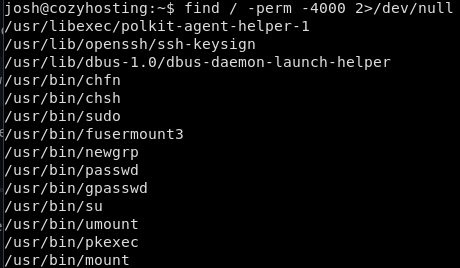 josh@cozyhosting:~$ find / -perm -4000 2>/dev/null
/usr/libexec/polkit-agent-helper-1
/usr/lib/openssh/ssh-keysign
/usr/lib/dbus-1.0/dbus-daemon-launch-helper
/usr/bin/chfn
/usr/bin/chsh
/usr/bin/sudo
/usr/bin/fusermount3
/usr/bin/newgrp
/usr/bin/passwd
/usr/bin/gpasswd
/usr/bin/su
/usr/bin/umount
/usr/bin/pkexec
/usr/bin/mount